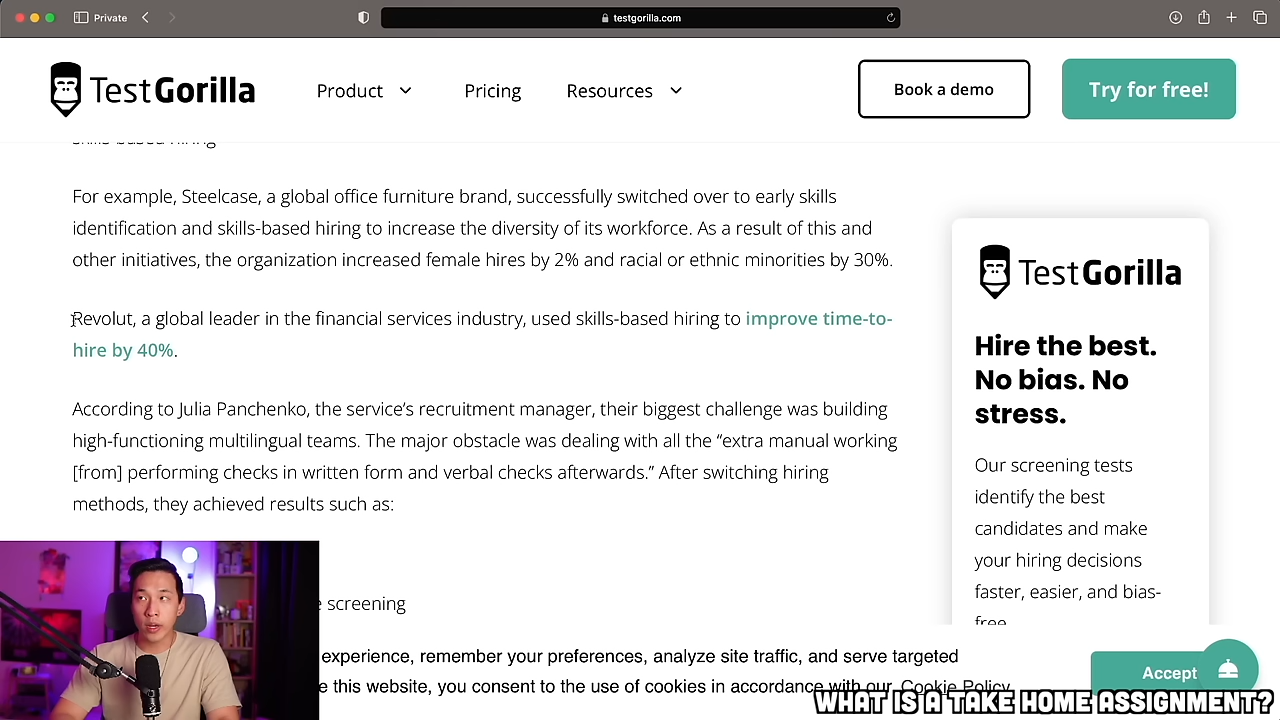 Private
testgorilla.com
TestGorilla
Product
Pricing
Resources
Book a demo
Try for free!
skills-based hiring
For example, Steelcase, a global office furniture brand, successfully switched over to early skills
identification and skills-based hiring to increase the diversity of its workforce. As a result of this and
other initiatives, the organization increased female hires by 2% and racial or ethnic minorities by 30%.
Revolut, a global leader in the financial services industry, used skills-based hiring to improve time-to-
hire by 40%.
According to Julia Panchenko, the service's recruitment manager, their biggest challenge was building
high-functioning multilingual teams. The major obstacle was dealing with all the “extra manual working
[from] performing checks in written form and verbal checks afterwards.” After switching hiring
methods, they achieved results such as:
screening
TestGorilla
Hire the best.
No bias. No
stress.
Our screening tests
identify the best
candidates and make
your hiring decisions
faster, easier, and bias-
free
experience, remember your preferences, analyze site traffic, and serve targeted
this website, you consent to the use of cookies in accordance with our Cookie Policy
Accept
WHAT IS A TAKE HOME ASSIGNMENT?